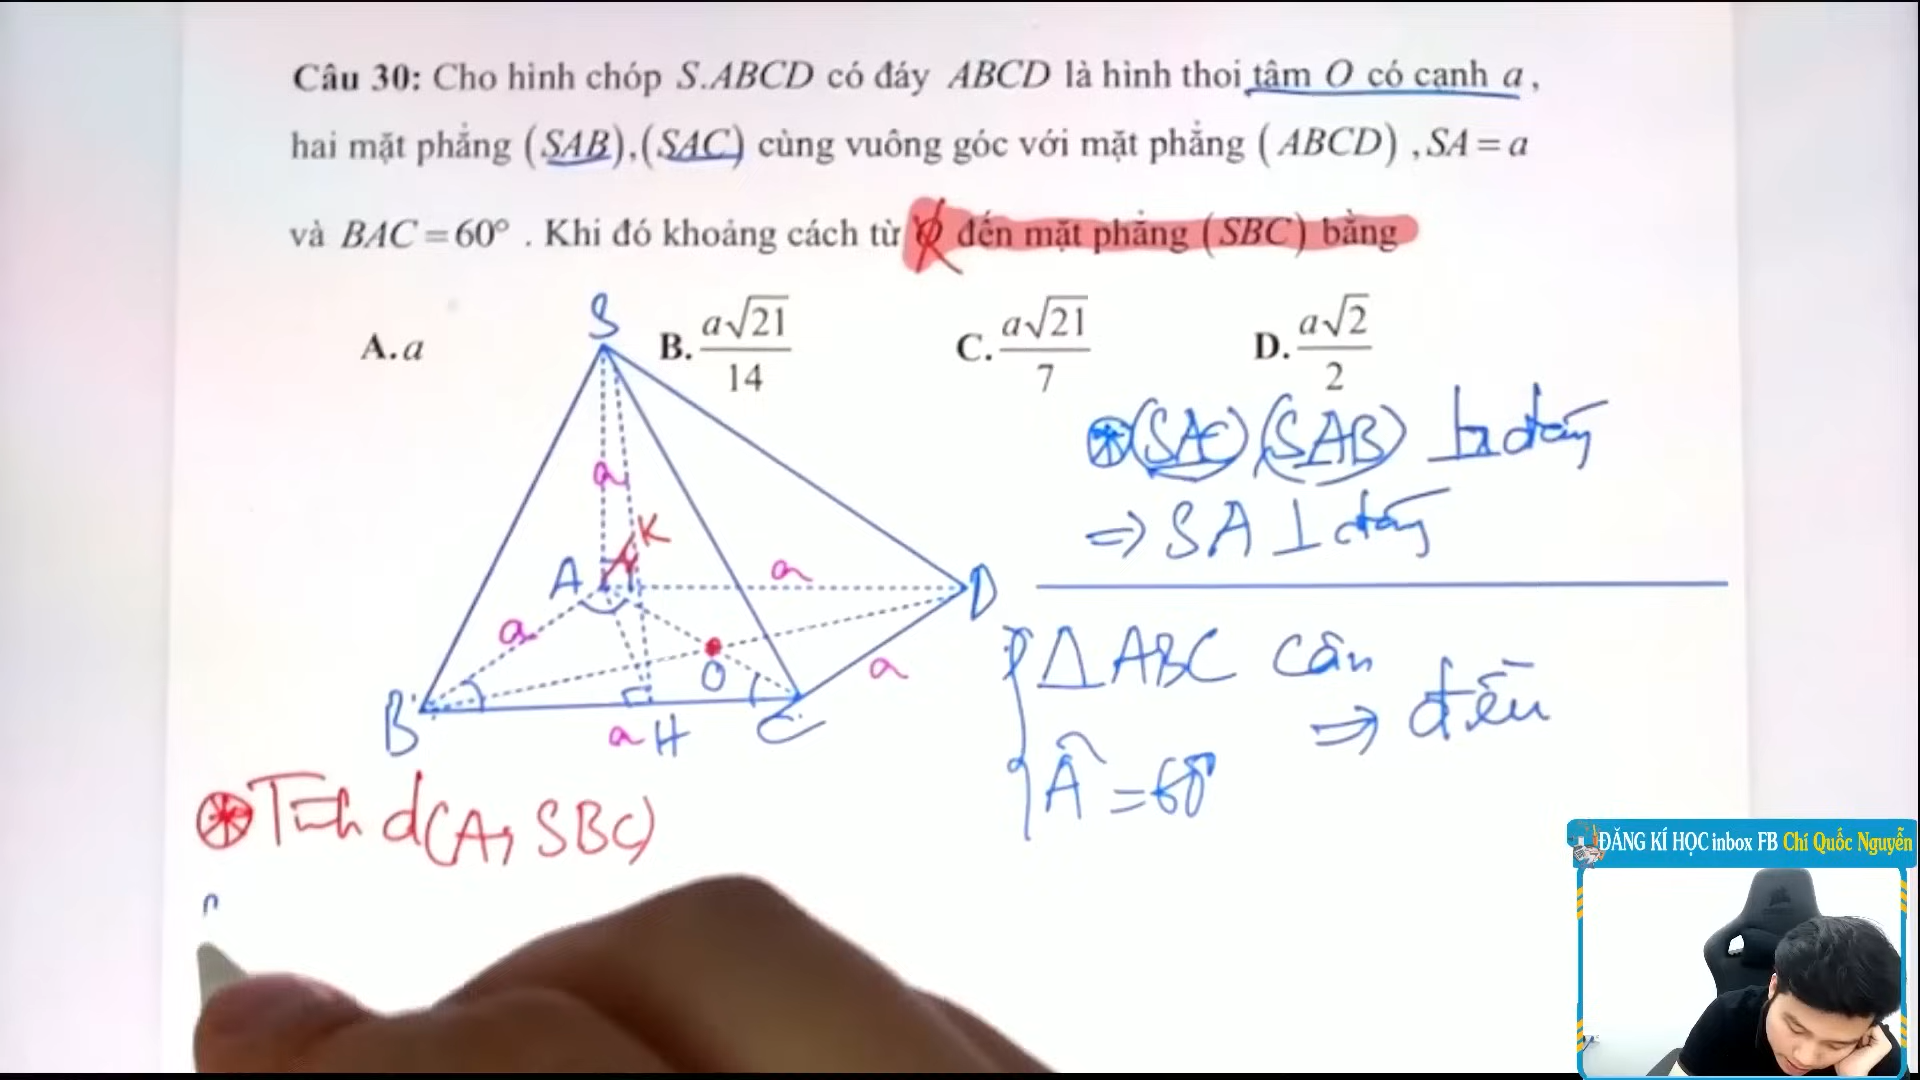 Câu 30: Cho hình chóp S.ABCD có đáy ABCD là hình thoi tâm O có cạnh a,
hai mặt phẳng (SAB),(SAC) cùng vuông góc với mặt phẳng (ABCD), SA = a
và BAC = 60°. Khi đó khoảng cách từ đến mặt phẳng (SBC) bằng
A. a B. a√21/14 C. a√21/7 D. a√2/2
S
a
K
A
a
D
a
O
a
B
a H
C
⊛(SAC)(SAB) ⊥ đáy
⇒ SA ⊥ đáy
△ABC cân
⇒ đều
Â = 60°
⊛ Tính d(A, SBC)
ĐĂNG KÍ HỌC inbox FB Chí Quốc Nguyễn